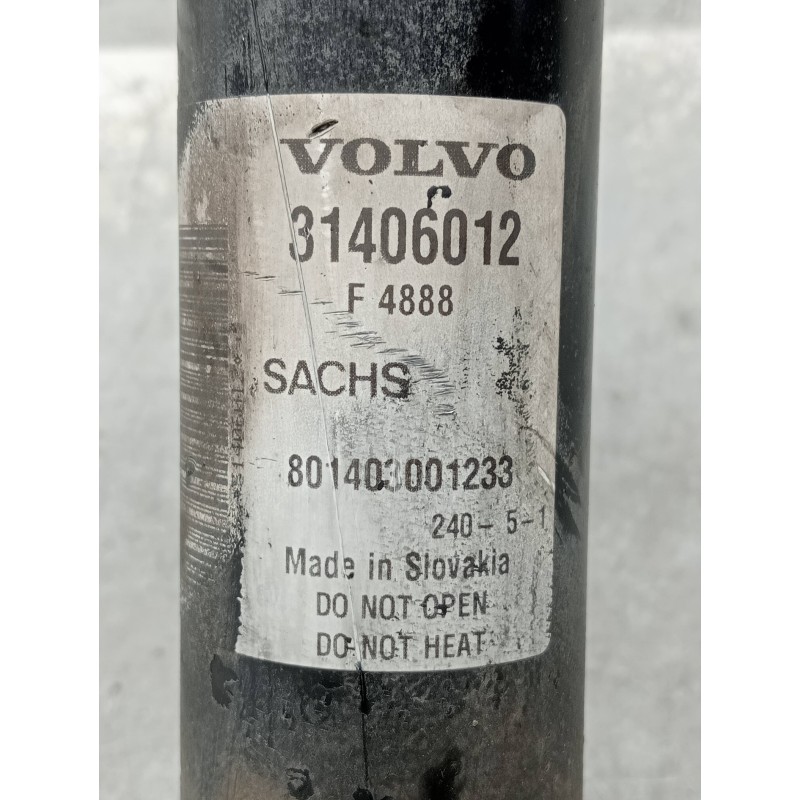 VOLVO
31406012
F 4888
SACHS
801403001233
240- 5-1
Made in Slovakia
DO NOT OPEN
DO NOT HEAT